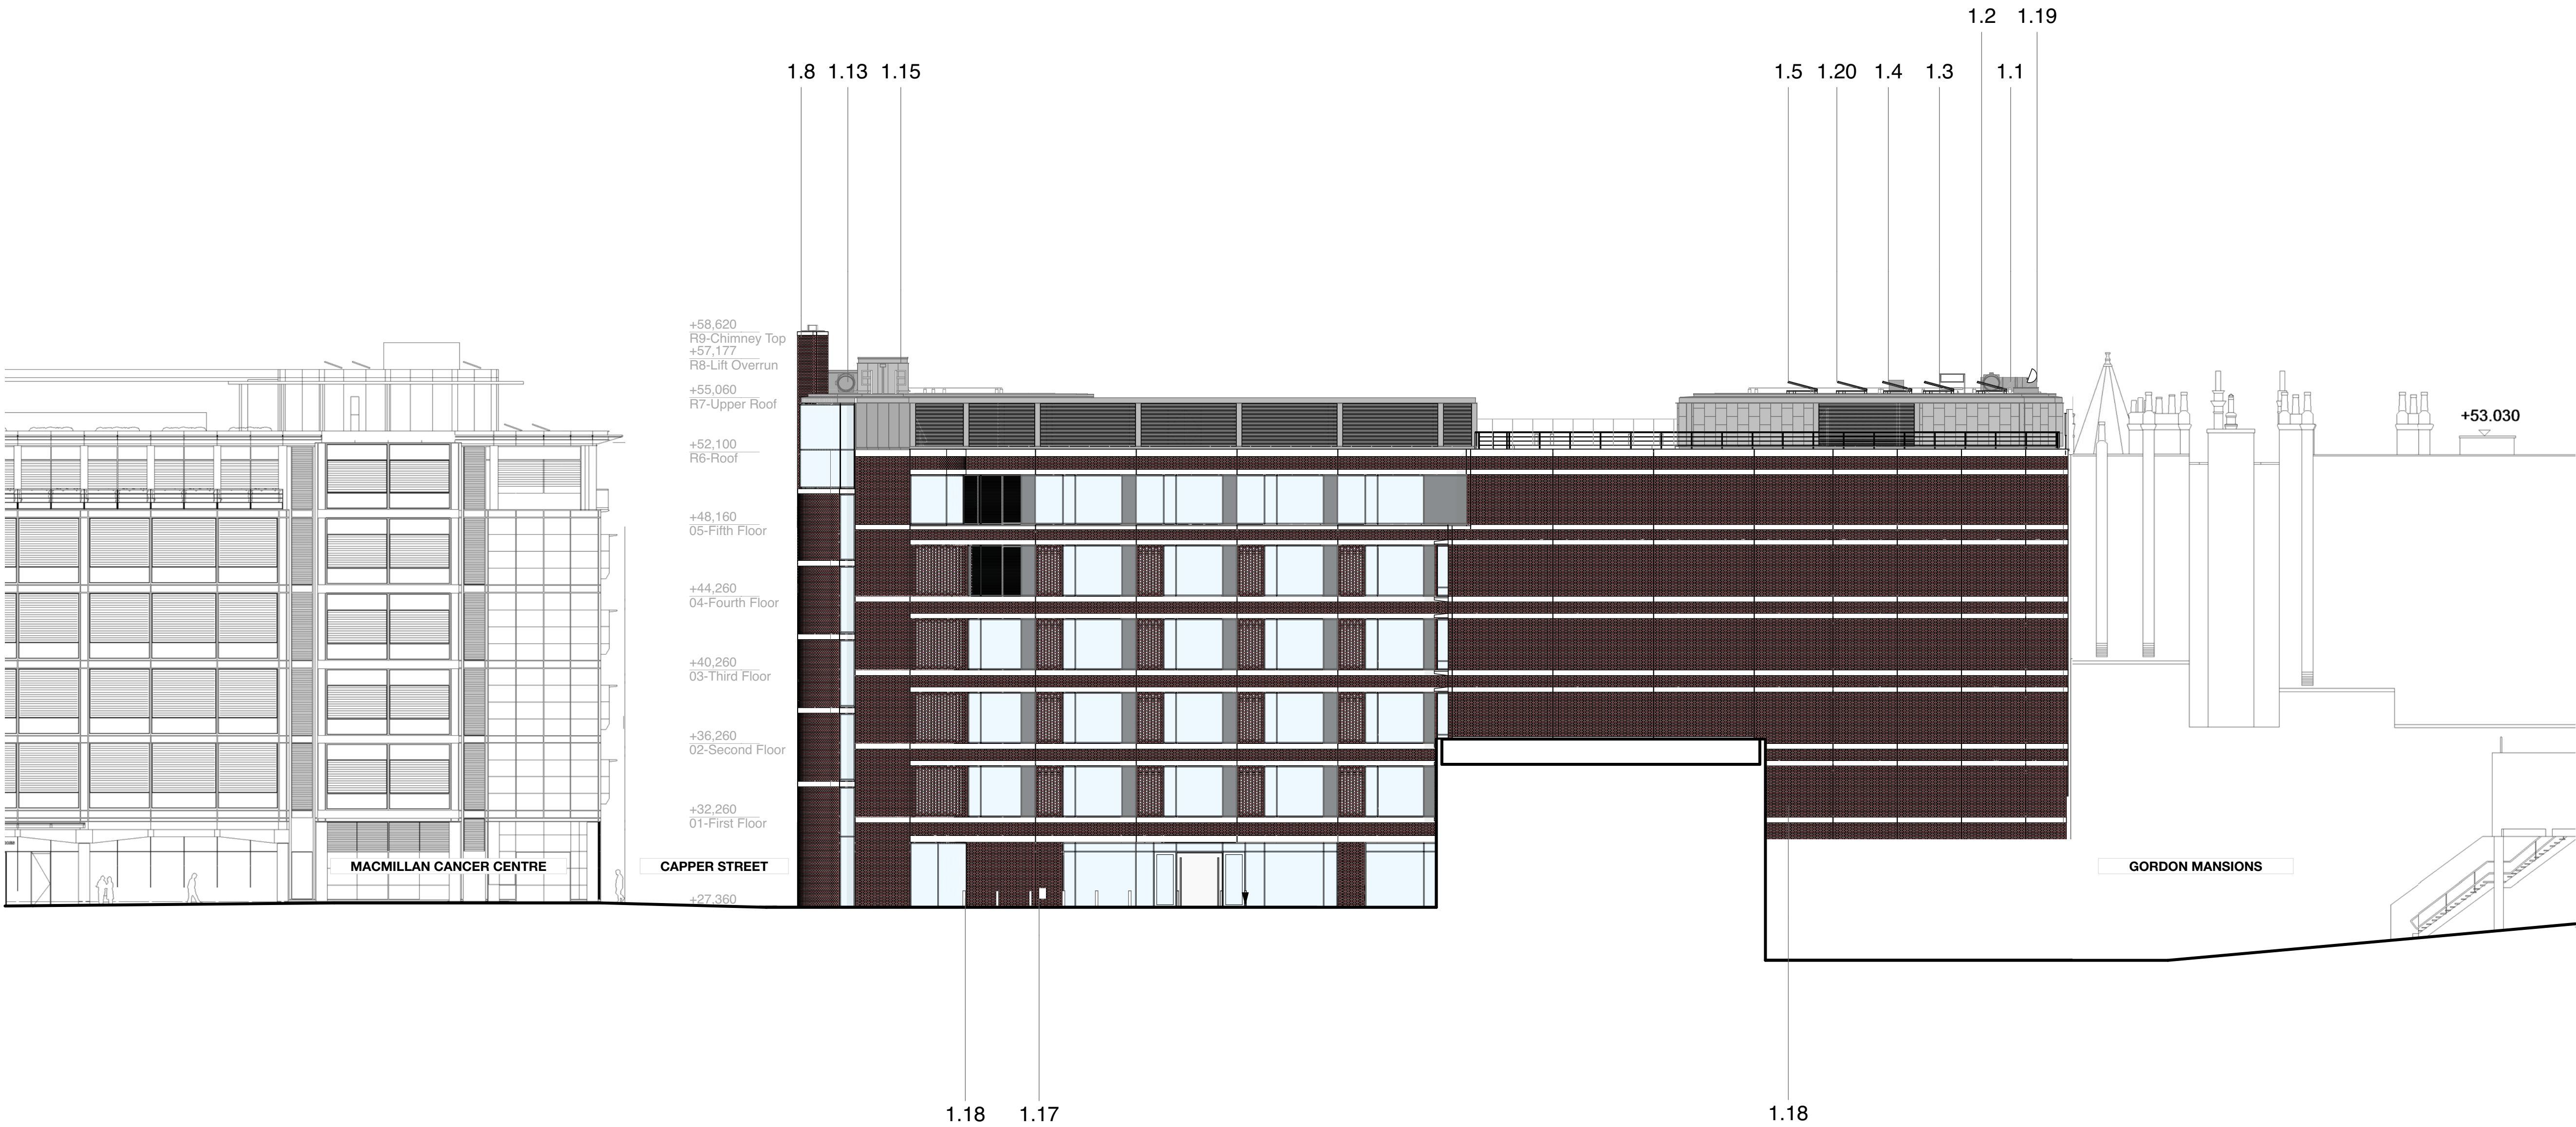 1.2 1.19
1.8 1.13 1.15 1.5 1.20 1.4 1.3 1.1
+58,620
R9-Chimney Top
+57,177
R8-Lift Overrun
+55,060
R7-Upper Roof
+53.030
+52,100
R6-Roof
+48,160
05-Fifth Floor
+44,260
04-Fourth Floor
+40,260
03-Third Floor
+36,260
02-Second Floor
+32,260
01-First Floor
MACMILLAN CANCER CENTRE CAPPER STREET GORDON MANSIONS
+27,360
1.18 1.17 1.18